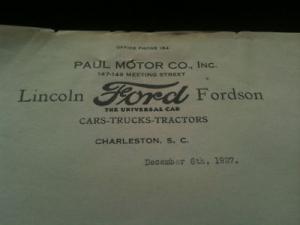 OFFICE PHONE 184
PAUL MOTOR CO., INC.
147-149 MEETING STREET
Lincoln Ford Fordson
THE UNIVERSAL CAR
CARS-TRUCKS-TRACTORS
CHARLESTON, S. C.
December 6th, 1927.